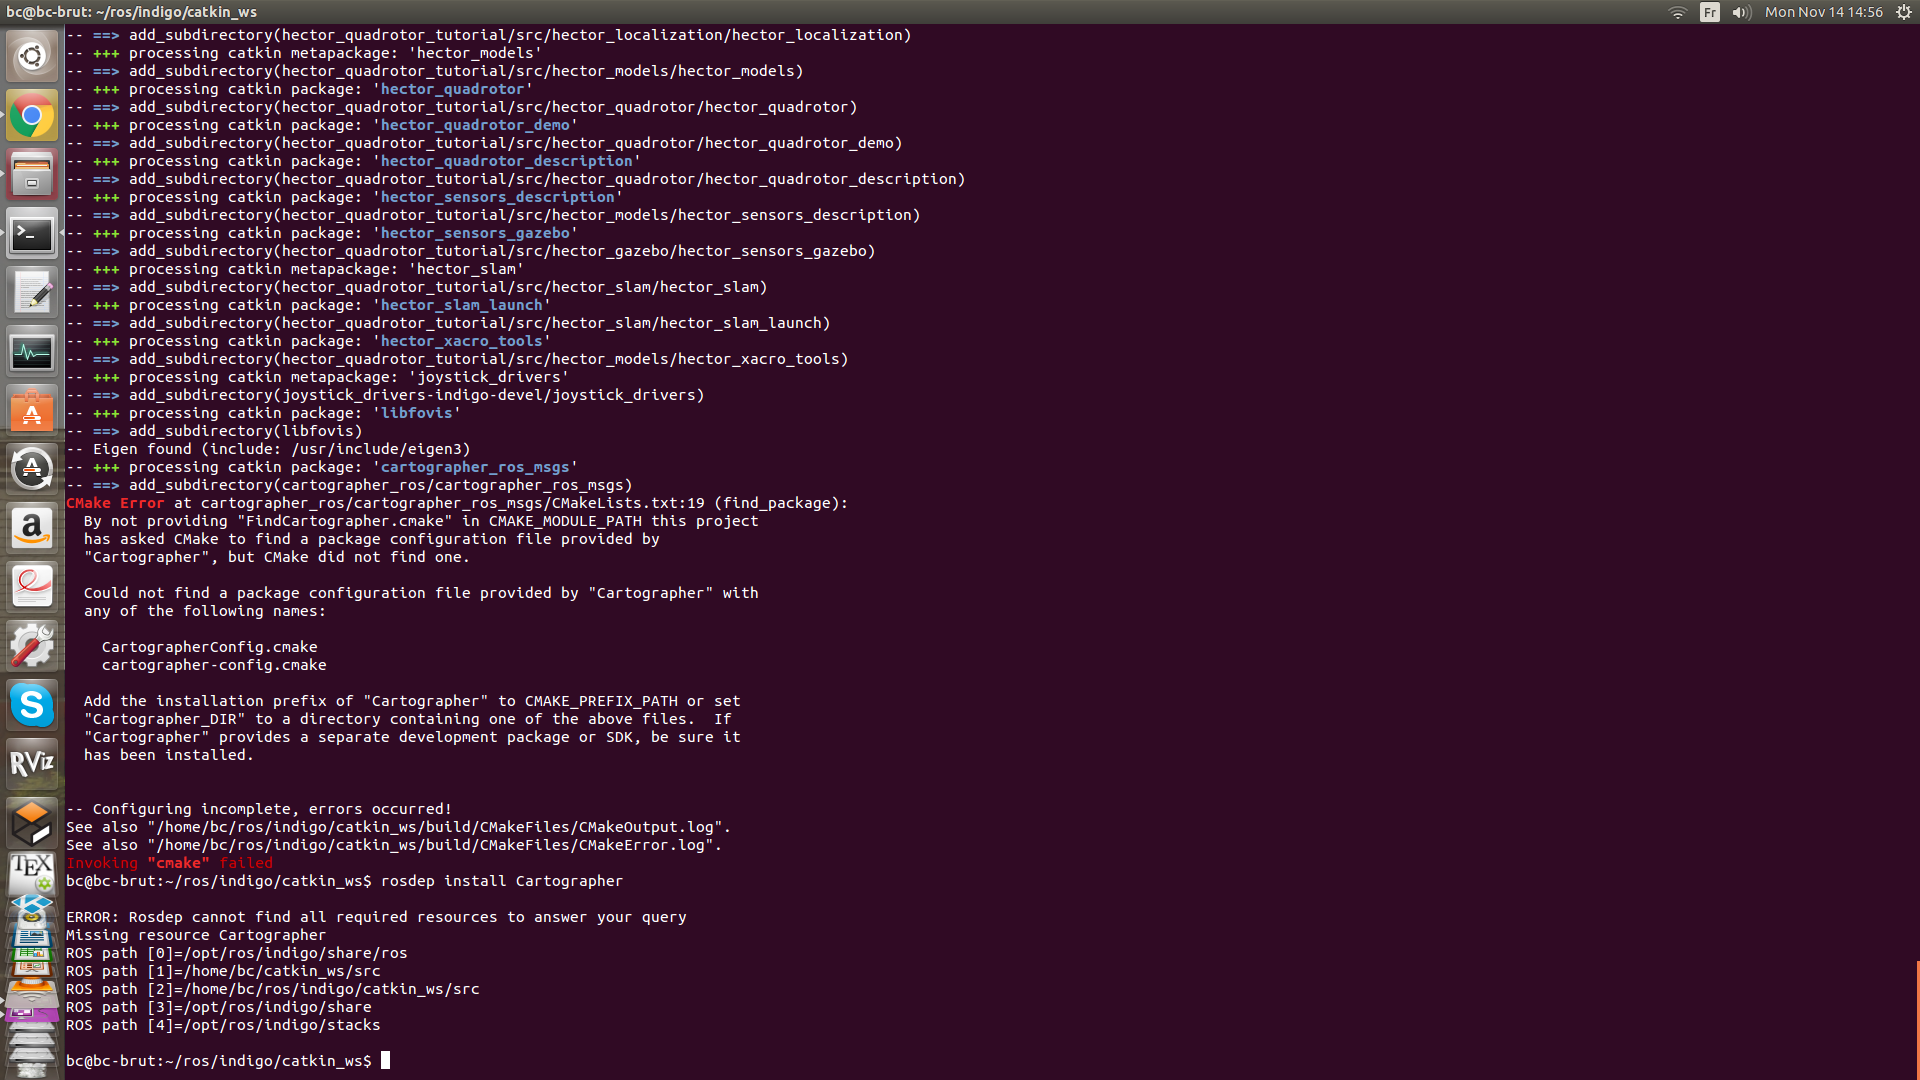 bc@bc-brut: ~/ros/indigo/catkin_ws
Fr
Mon Nov 14 14:56
-- ==> add_subdirectory(hector_quadrotor_tutorial/src/hector_localization/hector_localization)
-- +++ processing catkin metapackage: 'hector_models'
-- ==> add_subdirectory(hector_quadrotor_tutorial/src/hector_models/hector_models)
-- +++ processing catkin package: 'hector_quadrotor'
-- ==> add_subdirectory(hector_quadrotor_tutorial/src/hector_quadrotor/hector_quadrotor)
-- +++ processing catkin package: 'hector_quadrotor_demo'
-- ==> add_subdirectory(hector_quadrotor_tutorial/src/hector_quadrotor/hector_quadrotor_demo)
-- +++ processing catkin package: 'hector_quadrotor_description'
-- ==> add_subdirectory(hector_quadrotor_tutorial/src/hector_quadrotor/hector_quadrotor_description)
-- +++ processing catkin package: 'hector_sensors_description'
-- ==> add_subdirectory(hector_quadrotor_tutorial/src/hector_models/hector_sensors_description)
-- +++ processing catkin package: 'hector_sensors_gazebo'
-- ==> add_subdirectory(hector_quadrotor_tutorial/src/hector_gazebo/hector_sensors_gazebo)
-- +++ processing catkin metapackage: 'hector_slam'
-- ==> add_subdirectory(hector_quadrotor_tutorial/src/hector_slam/hector_slam)
-- +++ processing catkin package: 'hector_slam_launch'
-- ==> add_subdirectory(hector_quadrotor_tutorial/src/hector_slam/hector_slam_launch)
-- +++ processing catkin package: 'hector_xacro_tools'
-- ==> add_subdirectory(hector_quadrotor_tutorial/src/hector_models/hector_xacro_tools)
-- +++ processing catkin metapackage: 'joystick_drivers'
-- ==> add_subdirectory(joystick_drivers-indigo-devel/joystick_drivers)
-- +++ processing catkin package: 'libfovis'
-- ==> add_subdirectory(libfovis)
-- Eigen found (include: /usr/include/eigen3)
-- +++ processing catkin package: 'cartographer_ros_msgs'
-- ==> add_subdirectory(cartographer_ros/cartographer_ros_msgs)
CMake Error at cartographer_ros/cartographer_ros_msgs/CMakeLists.txt:19 (find_package):
By not providing "FindCartographer.cmake" in CMAKE_MODULE_PATH this project
has asked CMake to find a package configuration file provided by
"Cartographer", but CMake did not find one.
Could not find a package configuration file provided by "Cartographer" with
any of the following names:
CartographerConfig.cmake
cartographer-config.cmake
Add the installation prefix of "Cartographer" to CMAKE_PREFIX_PATH or set
"Cartographer_DIR" to a directory containing one of the above files.  If
"Cartographer" provides a separate development package or SDK, be sure it
has been installed.
-- Configuring incomplete, errors occurred!
See also "/home/bc/ros/indigo/catkin_ws/build/CMakeFiles/CMakeOutput.log".
See also "/home/bc/ros/indigo/catkin_ws/build/CMakeFiles/CMakeError.log".
Invoking "cmake" failed
bc@bc-brut:~/ros/indigo/catkin_ws$ rosdep install Cartographer
ERROR: Rosdep cannot find all required resources to answer your query
Missing resource Cartographer
ROS path [0]=/opt/ros/indigo/share/ros
ROS path [1]=/home/bc/catkin_ws/src
ROS path [2]=/home/bc/ros/indigo/catkin_ws/src
ROS path [3]=/opt/ros/indigo/share
ROS path [4]=/opt/ros/indigo/stacks
bc@bc-brut:~/ros/indigo/catkin_ws$
RViz
TEX